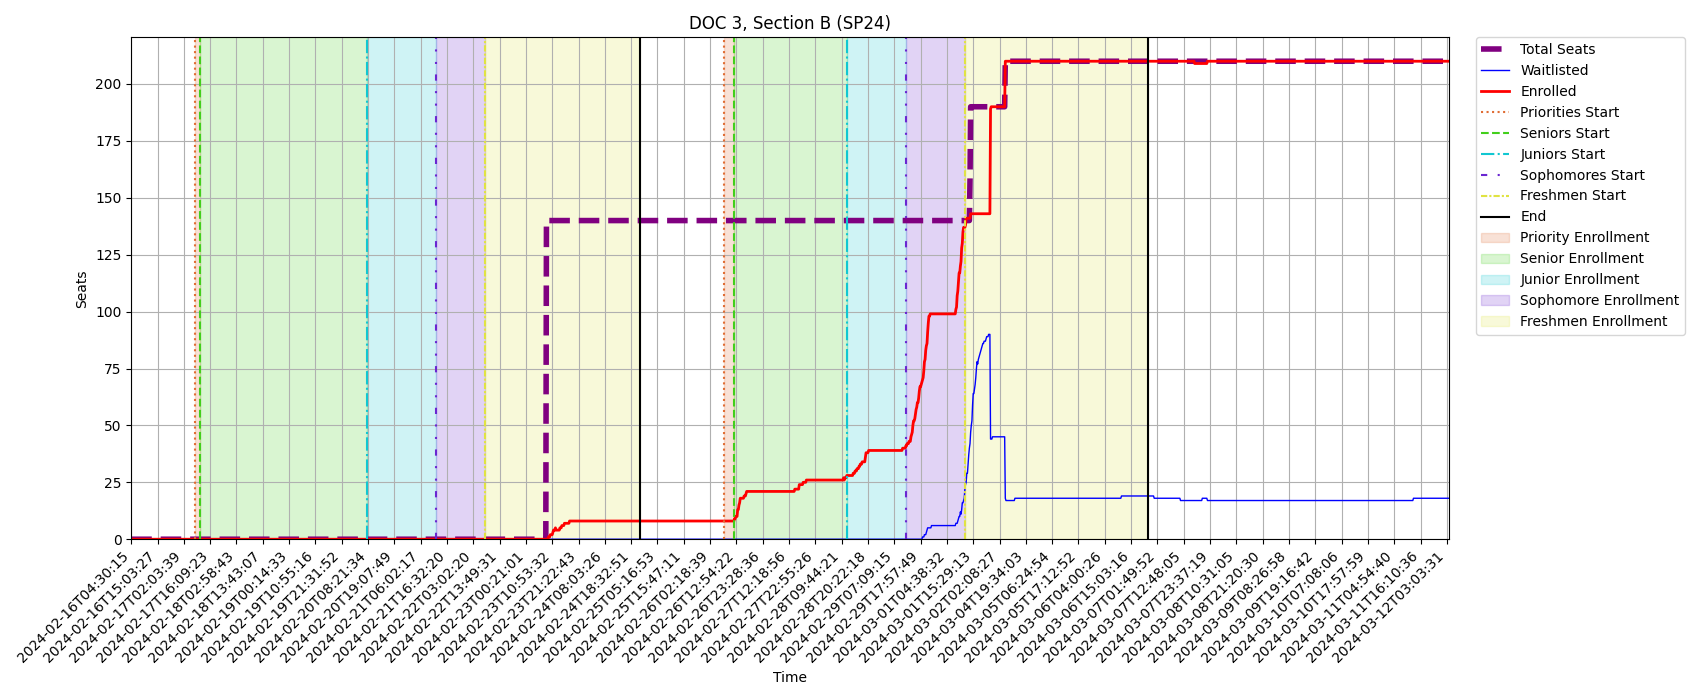 DOC 3, Section B (SP24)
Seats
200
175
150
125
100
75
50
25
0
2024-02-16T04:30:15
2024-02-16T15:03:27
2024-02-17T02:03:39
2024-02-17T16:09:23
2024-02-18T02:58:43
2024-02-18T13:43:07
2024-02-19T00:14:33
2024-02-19T10:55:16
2024-02-19T21:31:52
2024-02-20T08:21:34
2024-02-20T19:07:49
2024-02-21T06:02:17
2024-02-21T16:32:20
2024-02-22T03:02:20
2024-02-22T13:49:31
2024-02-23T00:21:01
2024-02-23T10:53:32
2024-02-23T21:22:43
2024-02-24T08:03:26
2024-02-24T18:32:51
2024-02-25T05:16:53
2024-02-25T15:47:11
2024-02-26T02:18:39
2024-02-26T12:54:22
2024-02-26T23:28:36
2024-02-27T12:18:56
2024-02-27T22:55:26
2024-02-28T09:44:21
2024-02-28T20:22:18
2024-02-29T07:09:15
2024-02-29T17:57:49
2024-03-01T04:38:32
2024-03-01T15:29:13
2024-03-02T02:08:27
2024-03-04T19:34:03
2024-03-05T06:24:54
2024-03-05T17:12:52
2024-03-06T04:00:26
2024-03-06T15:03:16
2024-03-07T01:49:52
2024-03-07T12:48:05
2024-03-07T23:37:19
2024-03-08T10:31:05
2024-03-08T21:20:30
2024-03-09T08:26:58
2024-03-09T19:16:42
2024-03-10T07:08:06
2024-03-10T17:57:59
2024-03-11T04:54:40
2024-03-11T16:10:36
2024-03-12T03:03:31
Time
Total Seats
Waitlisted
Enrolled
Priorities Start
Seniors Start
Juniors Start
Sophomores Start
Freshmen Start
End
Priority Enrollment
Senior Enrollment
Junior Enrollment
Sophomore Enrollment
Freshmen Enrollment